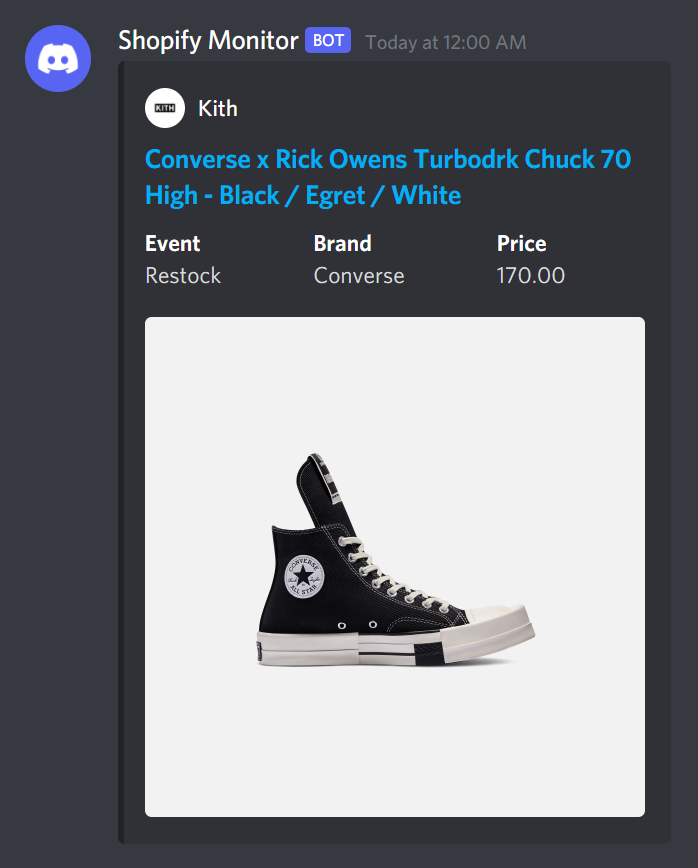 Shopify Monitor BOT Today at 12:00 AM
KITH Kith
Converse x Rick Owens Turbodrk Chuck 70
High - Black / Egret / White
Event Brand Price
Restock Converse 170.00
CONVERSE
ALL STAR